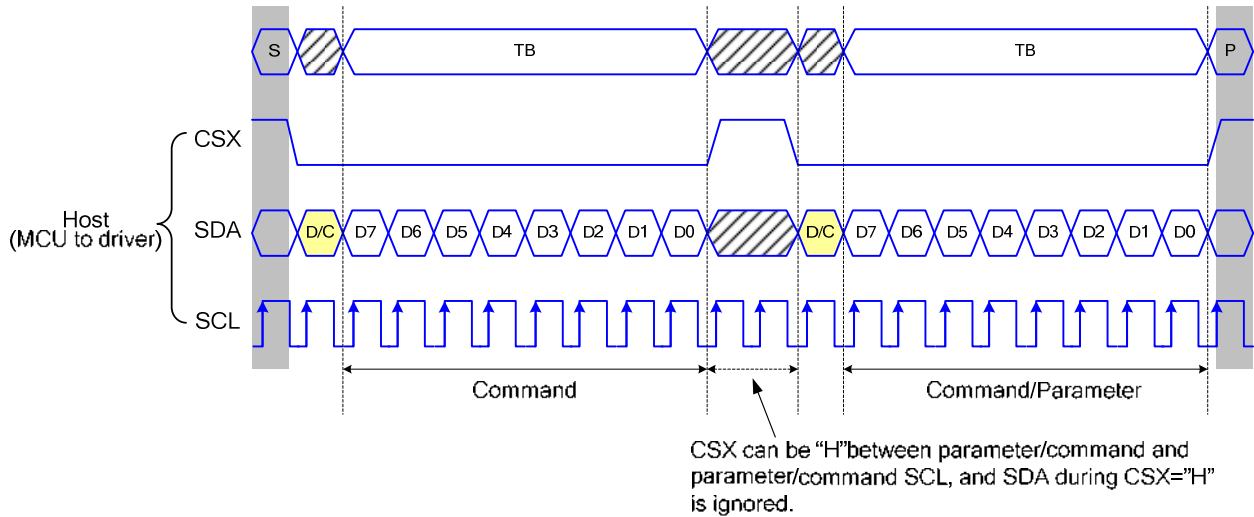 S TB TB P
CSX
Host
(MCU to driver)
SDA D/C D7 D6 D5 D4 D3 D2 D1 D0 D/C D7 D6 D5 D4 D3 D2 D1 D0
SCL
Command Command/Parameter
CSX can be “H”between parameter/command and
parameter/command SCL, and SDA during CSX=”H”
is ignored.